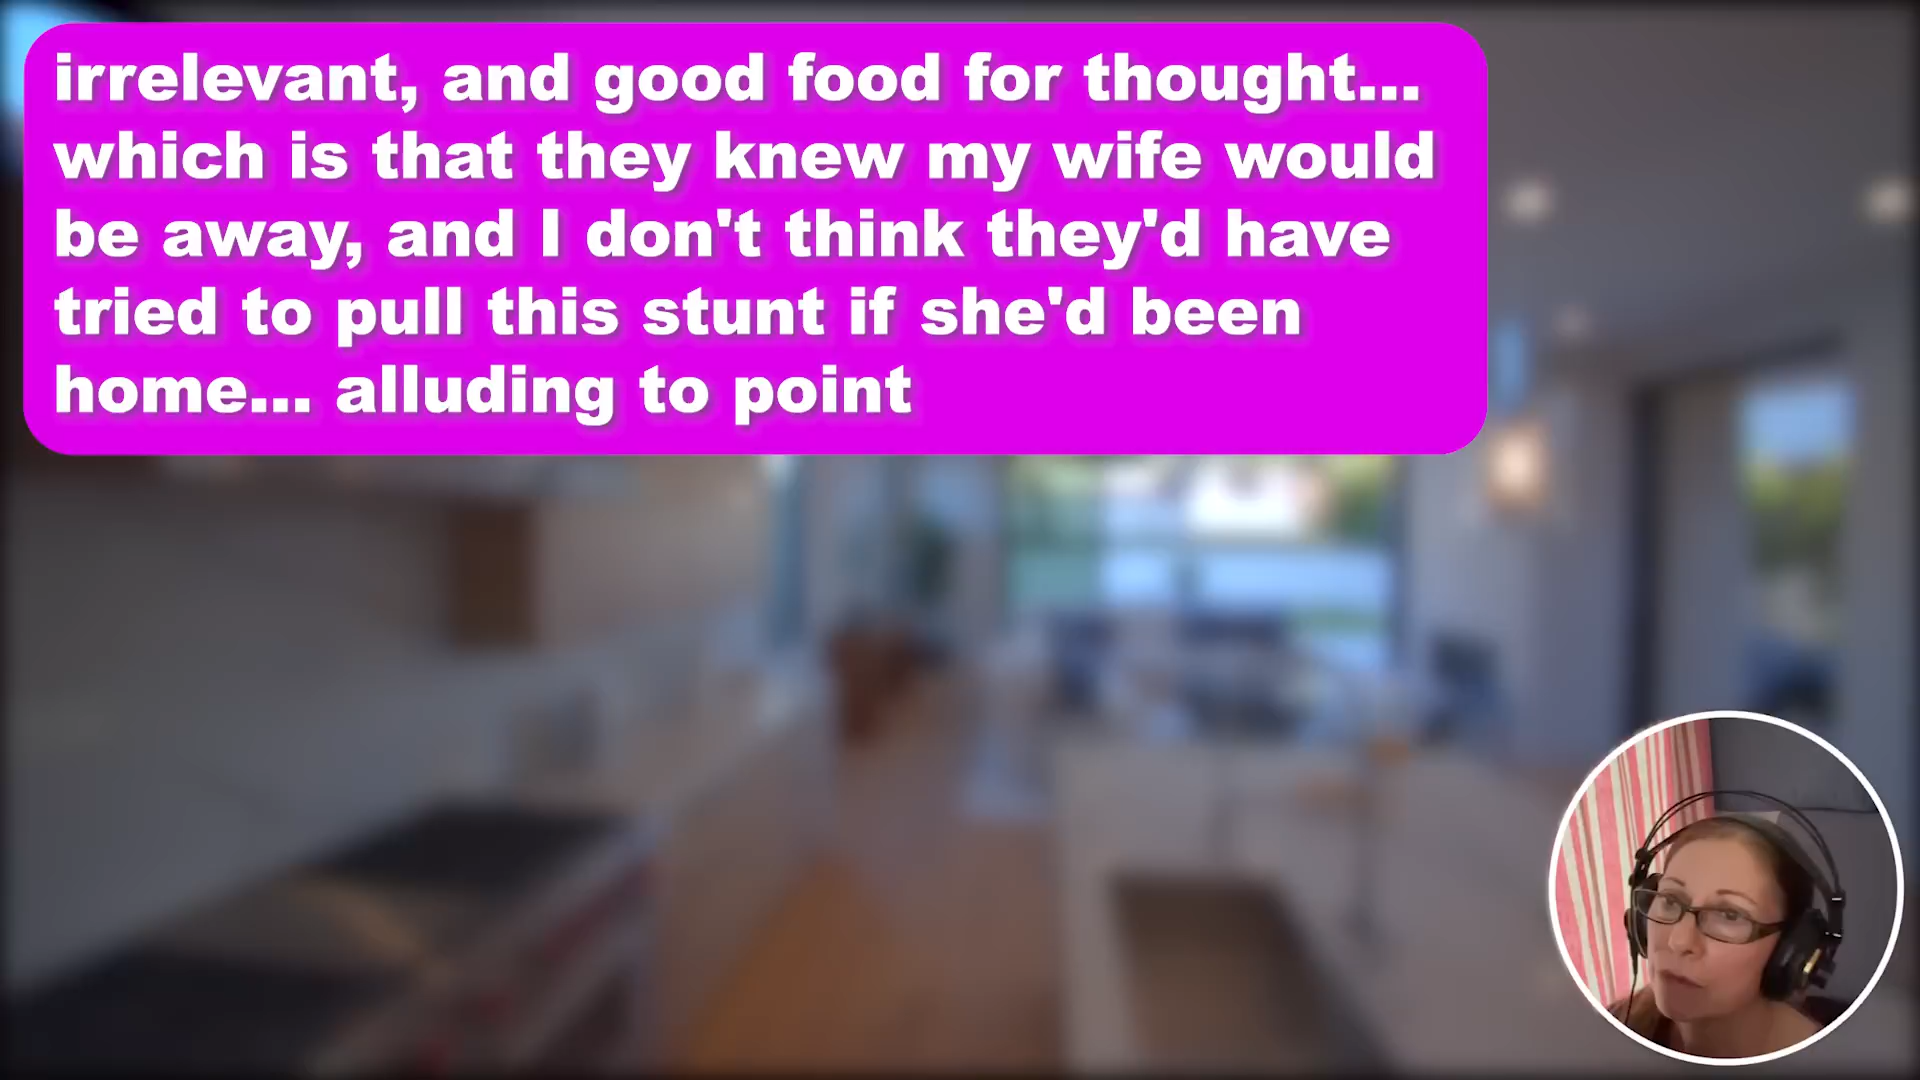 irrelevant, and good food for thought...
which is that they knew my wife would
be away, and I don't think they'd have
tried to pull this stunt if she'd been
home... alluding to point